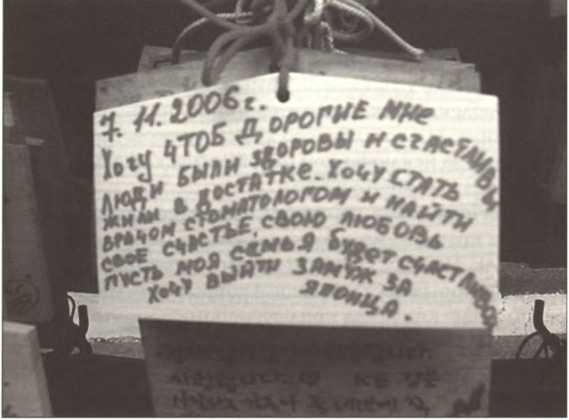 7. 11. 2006г.
Хочу чтоб дорогие мне
люди были здоровы и счастливы
жили в достатке. Хочу стать
врачом стоматологом и найти
свое счастье, свою любовь
пусть моя семья будет счастливой
хочу выйти замуж за
японца.